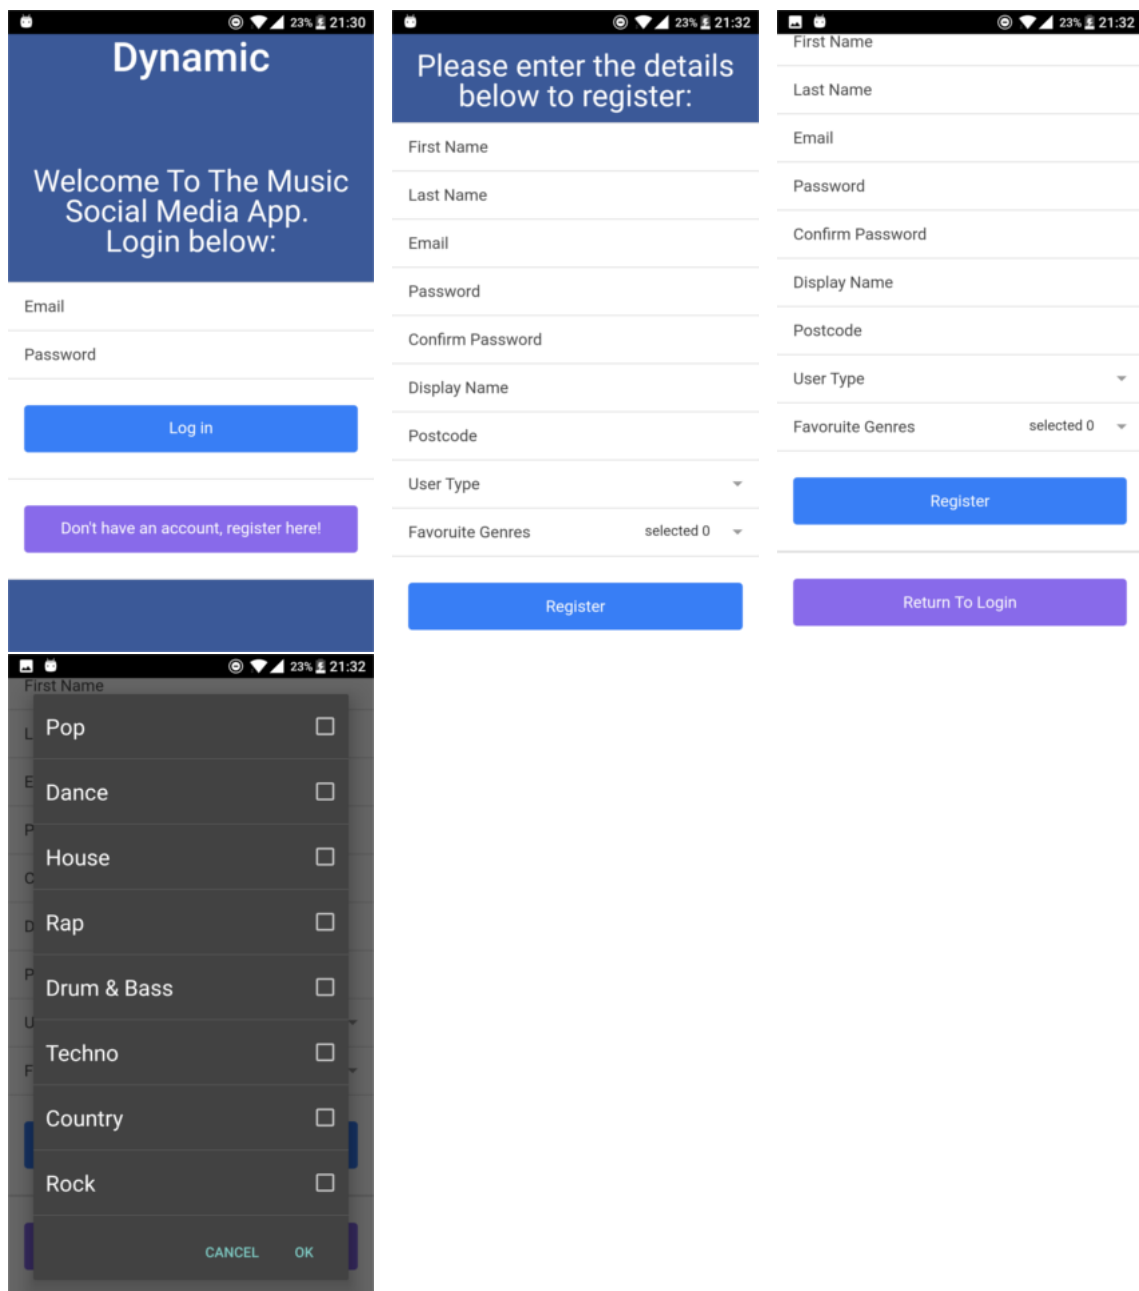 23% 21:30
Dynamic
Welcome To The Music
Social Media App.
Login below:
Email
Password
Log in
Don't have an account, register here!
23% 21:32
Please enter the details
below to register:
First Name
Last Name
Email
Password
Confirm Password
Display Name
Postcode
User Type
Favoruite Genres selected 0
Register
23% 21:32
First Name
Last Name
Email
Password
Confirm Password
Display Name
Postcode
User Type
Favoruite Genres selected 0
Register
Return To Login
23% 21:32
First Name
L
E
P
C
D
P
U
F
Pop
Dance
House
Rap
Drum & Bass
Techno
Country
Rock
CANCEL OK